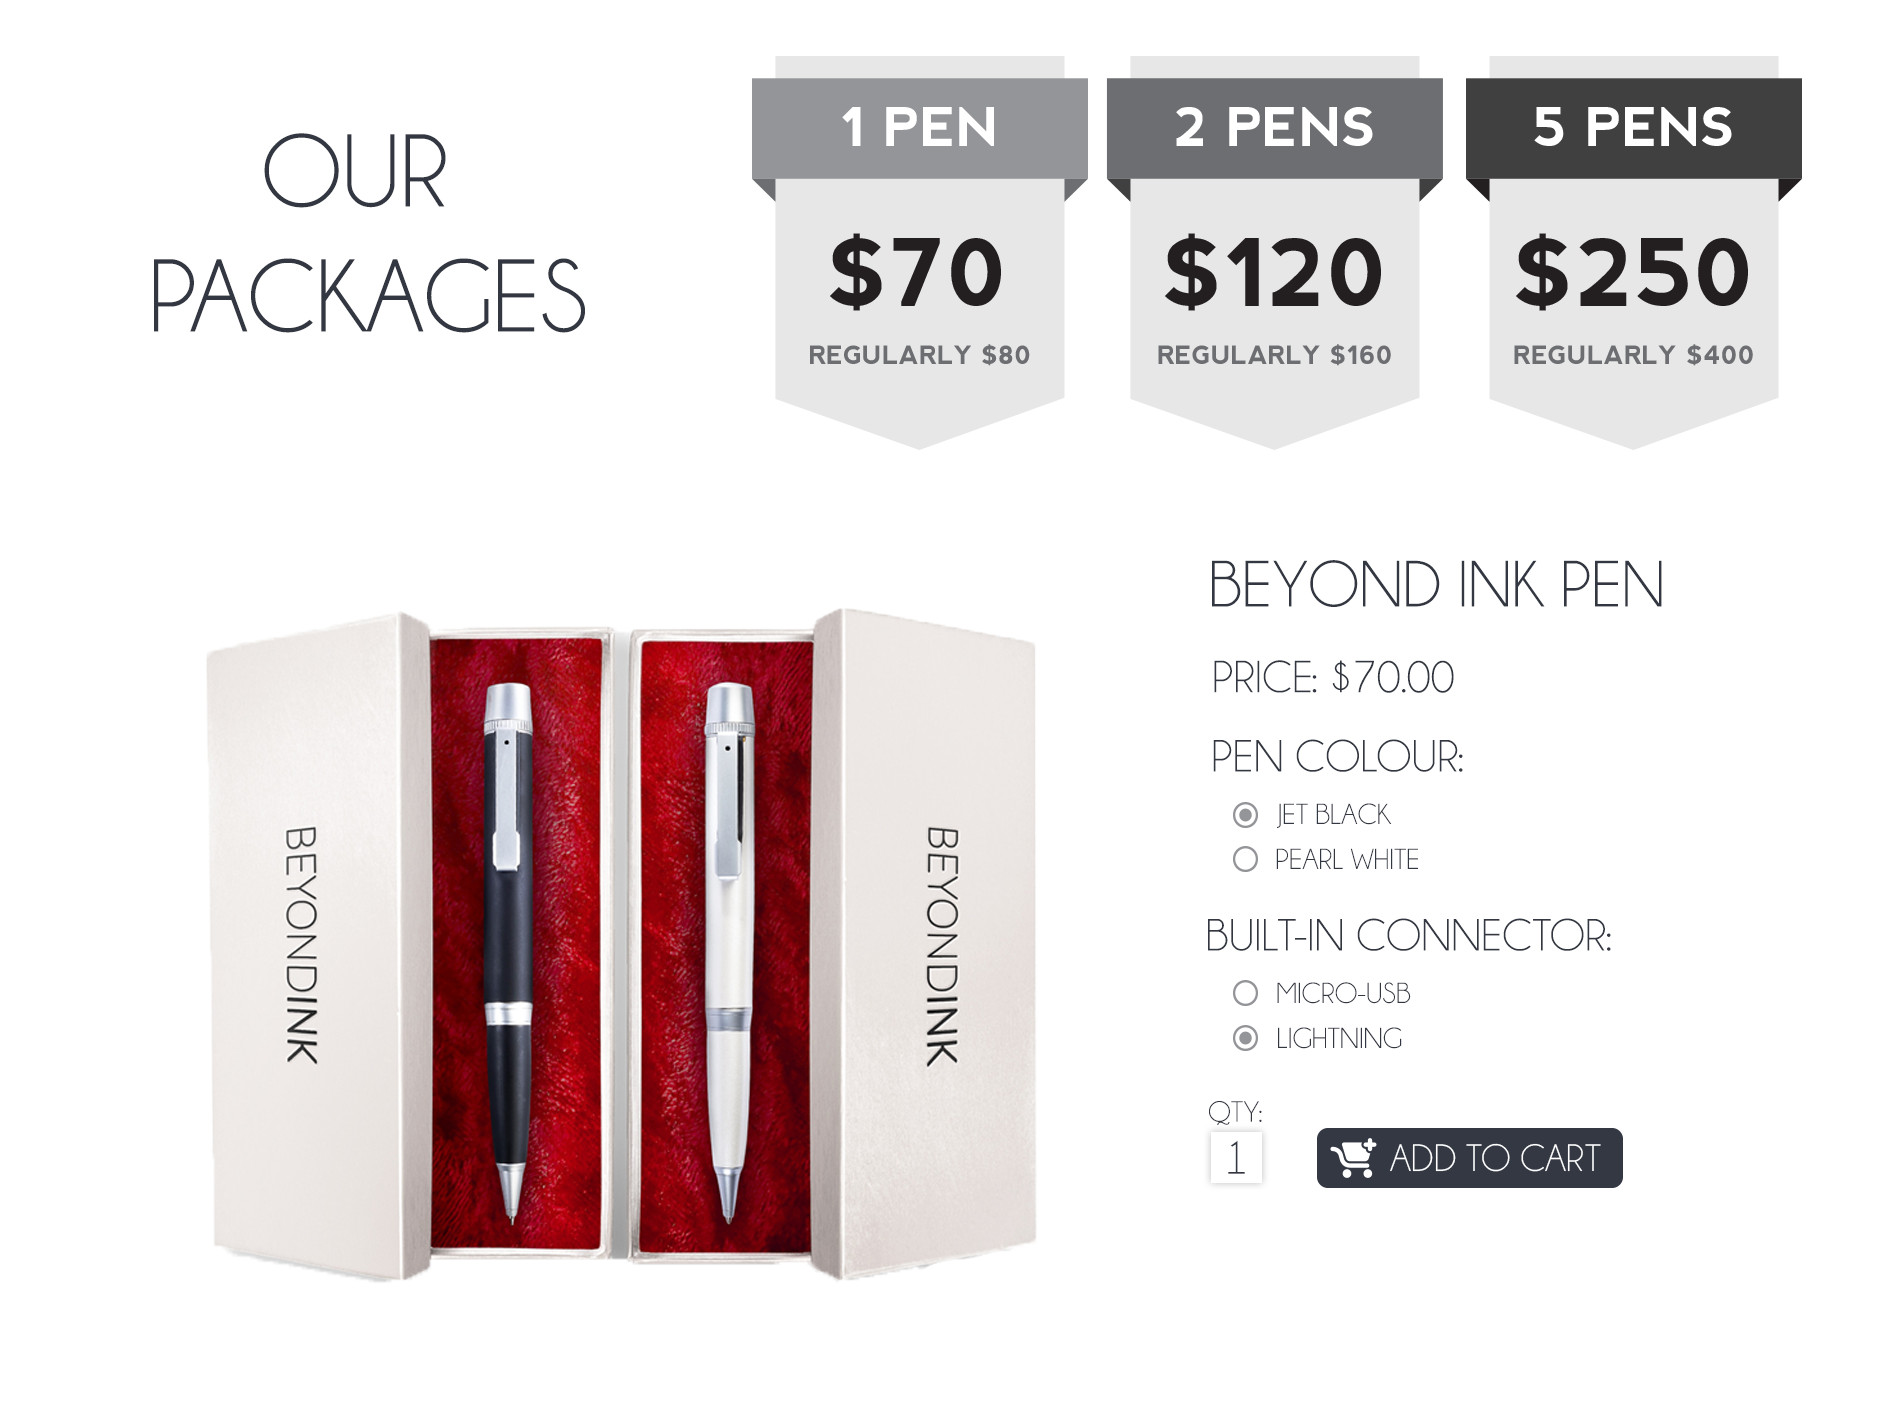 OUR
PACKAGES
1 PEN
$70
REGULARLY $80
2 PENS
$120
REGULARLY $160
5 PENS
$250
REGULARLY $400
BEYONDINK
BEYONDINK
BEYOND INK PEN
PRICE: $70.00
PEN COLOUR:
JET BLACK
PEARL WHITE
BUILT-IN CONNECTOR:
MICRO-USB
LIGHTNING
QTY:
1
ADD TO CART